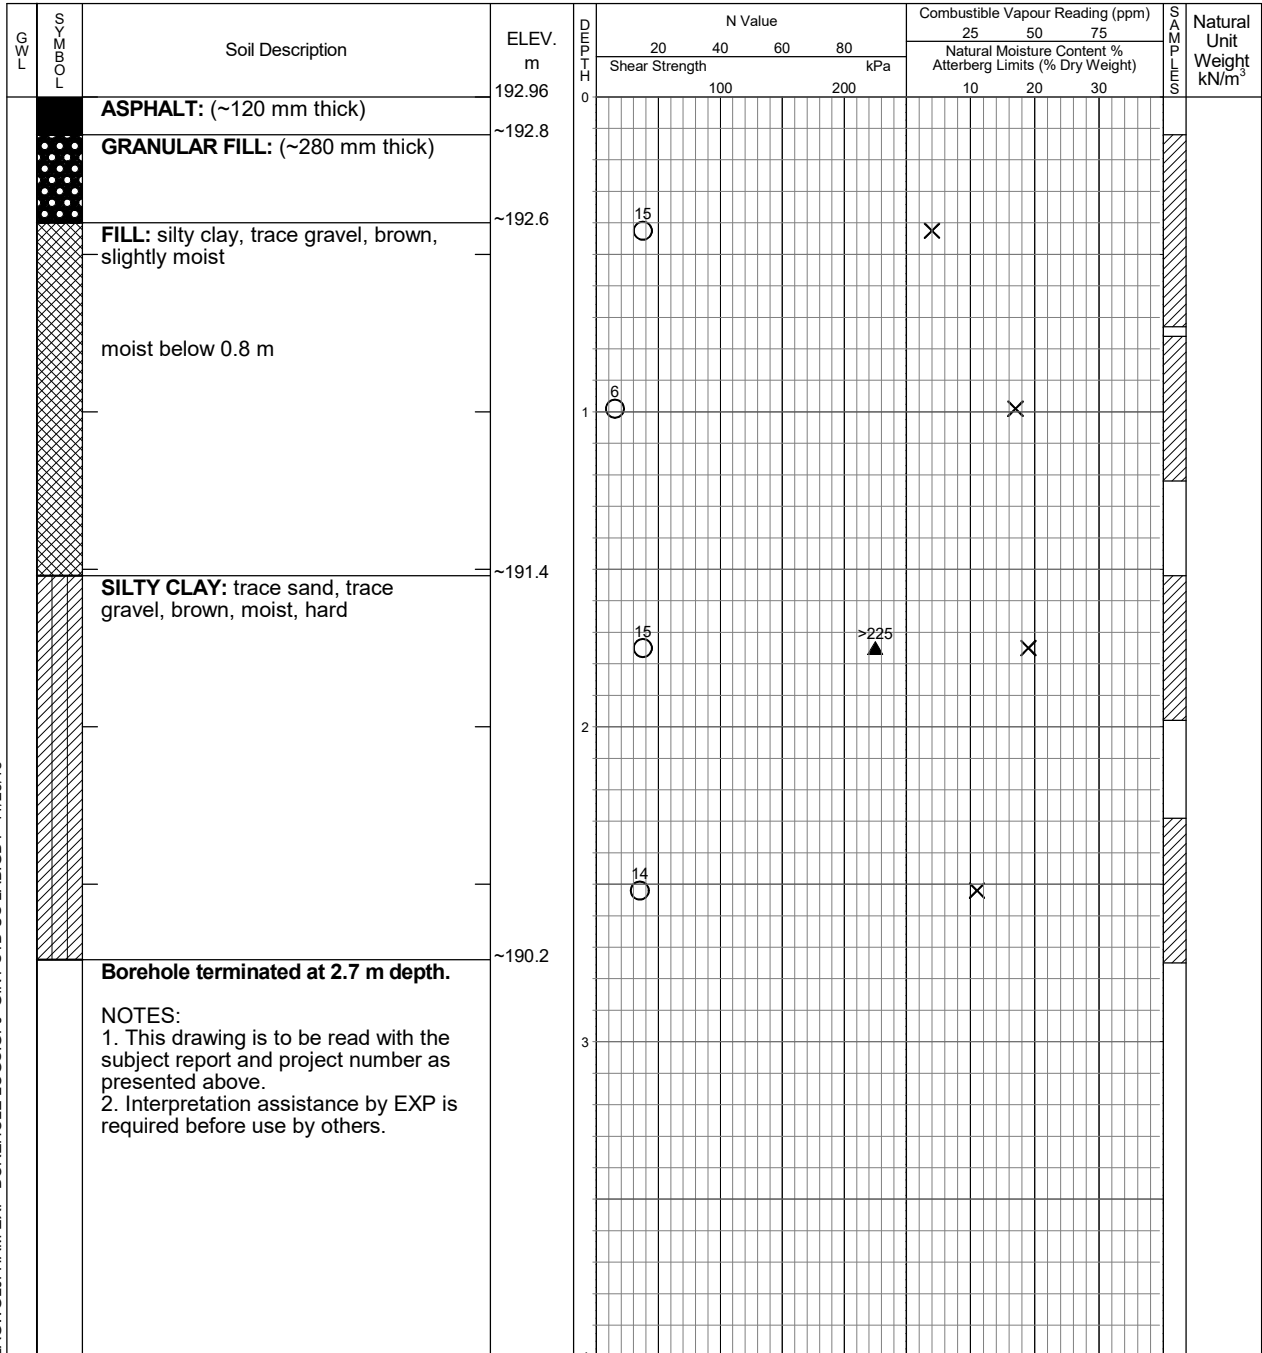 GWL
SYMBOL
Soil Description
ELEV.
m
DEPTH
N Value
20 40 60 80
Shear Strength kPa
100 200
Combustible Vapour Reading (ppm)
25 50 75
Natural Moisture Content %
Atterberg Limits (% Dry Weight)
10 20 30
SAMPLES
Natural
Unit
Weight
kN/m³
192.96
0
ASPHALT: (~120 mm thick)
~192.8
GRANULAR FILL: (~280 mm thick)
~192.6
15
FILL: silty clay, trace gravel, brown,
slightly moist
moist below 0.8 m
6
1
~191.4
SILTY CLAY: trace sand, trace
gravel, brown, moist, hard
15
>225
2
14
~190.2
Borehole terminated at 2.7 m depth.
NOTES:
1. This drawing is to be read with the
subject report and project number as
presented above.
2. Interpretation assistance by EXP is
required before use by others.
3